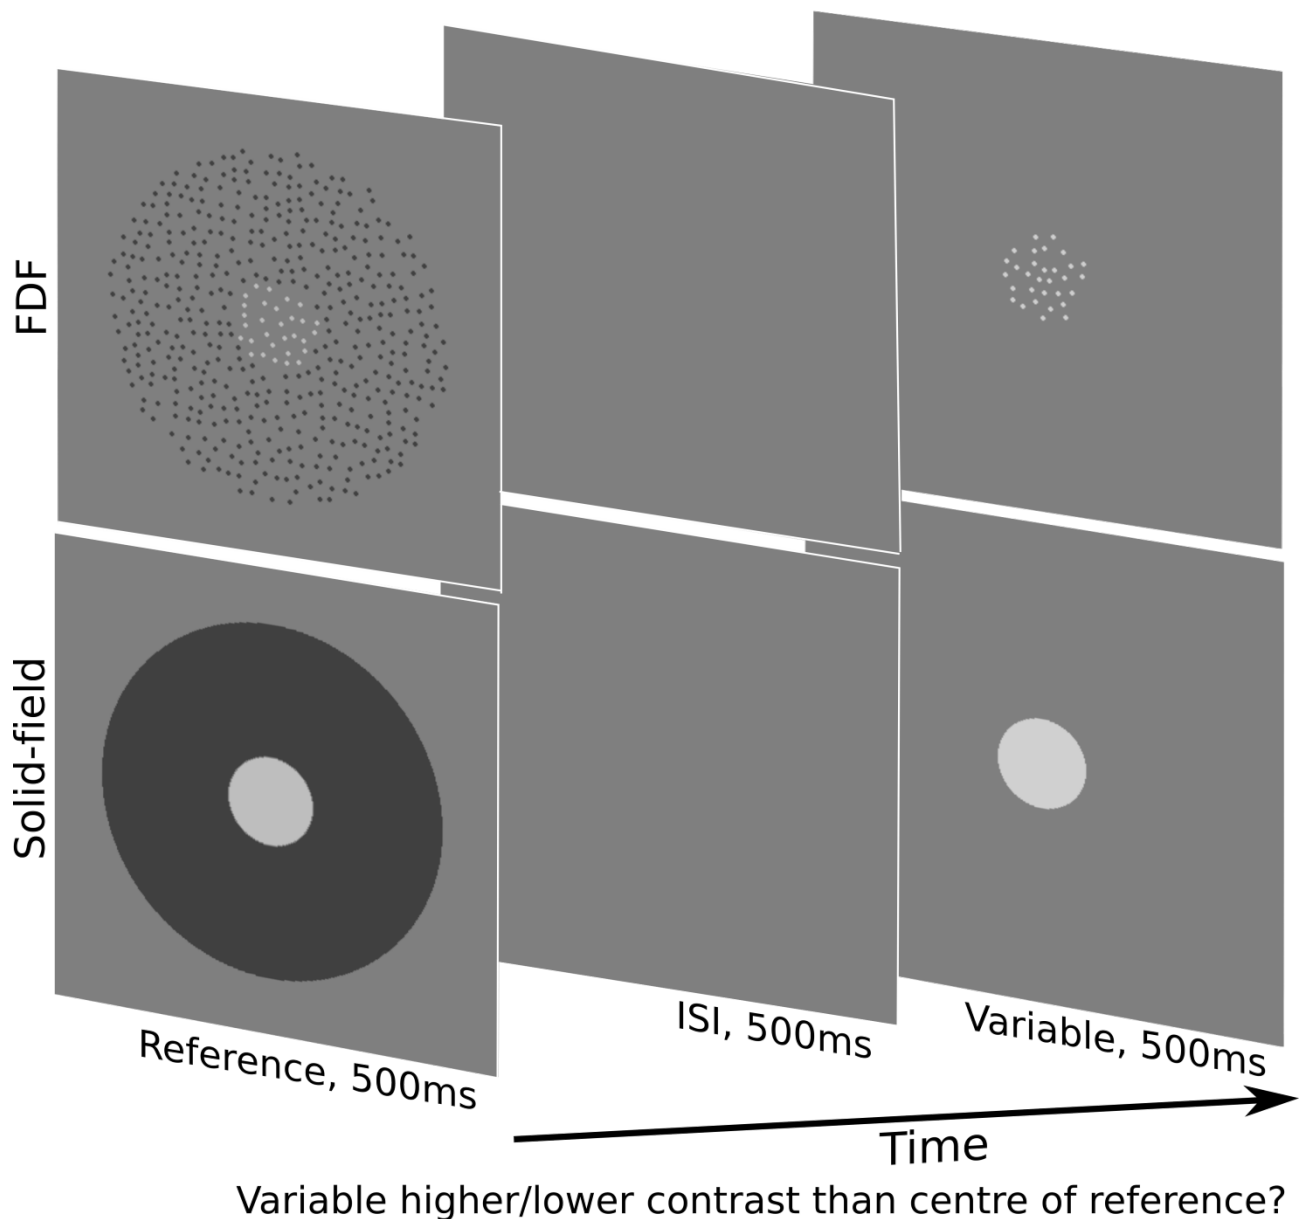 FDF
Solid-field
Reference, 500ms
ISI, 500ms
Variable, 500ms
Time
Variable higher/lower contrast than centre of reference?